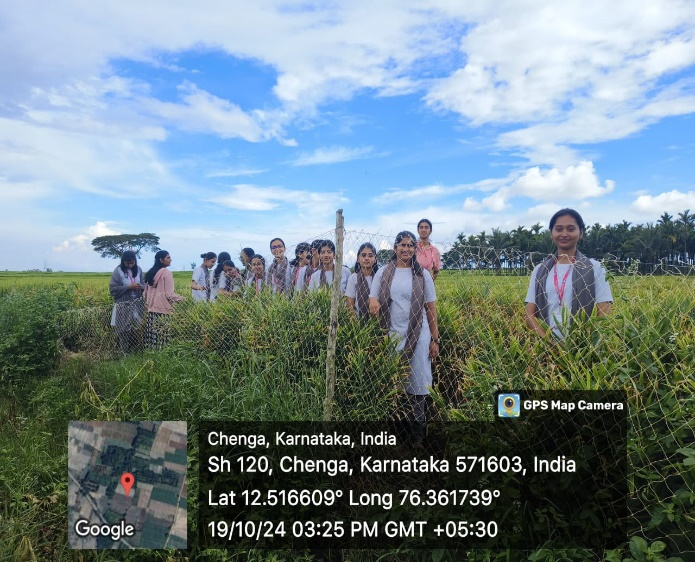 GPS Map Camera
Chenga, Karnataka, India
Sh 120, Chenga, Karnataka 571603, India
Lat 12.516609° Long 76.361739°
19/10/24 03:25 PM GMT +05:30
Google